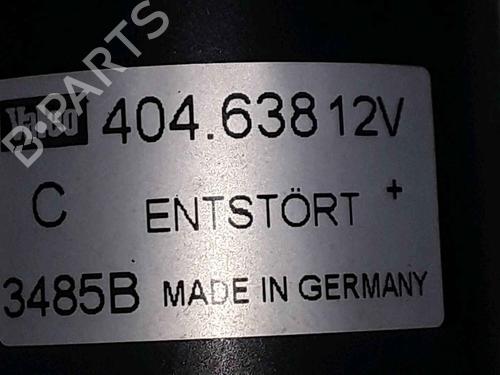 Valeo 404.638 12V
C ENTSTÖRT +
3485B MADE IN GERMANY
B-PARTS